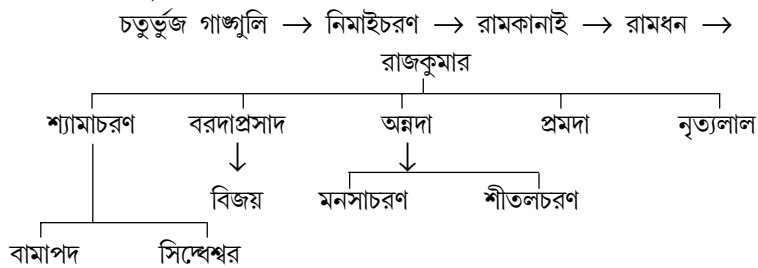 চতুর্ভুজ গাঙ্গুলি → নিমাইচরণ → রামকানাই → রামধন →
রাজকুমার
শ্যামাচরণ বরদাপ্রসাদ অন্নদা প্রমদা নৃত্যলাল
বিজয় মনসাচরণ শীতলচরণ
বামাপদ সিদ্ধেশ্বর